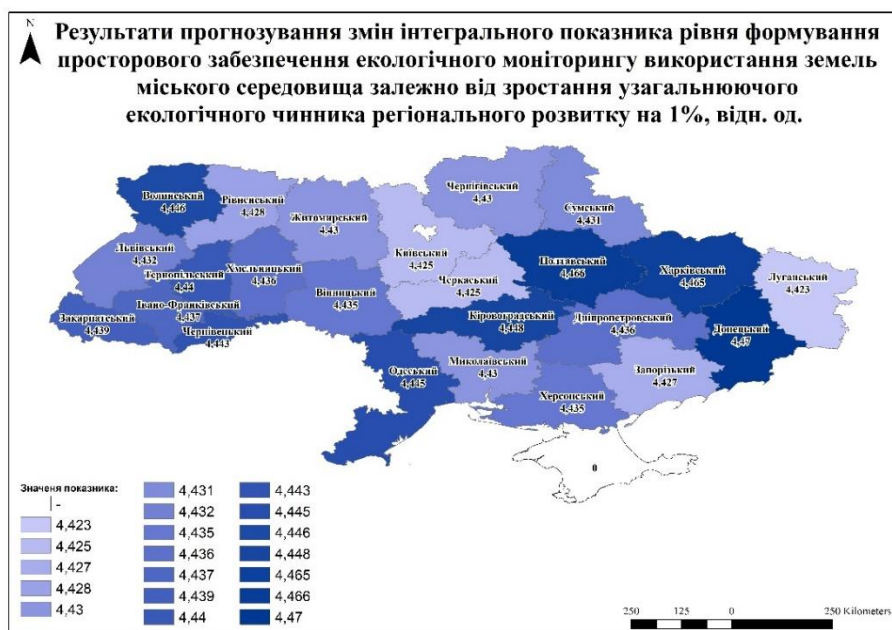 N
Результати прогнозування змін інтегрального показника рівня формування
просторового забезпечення екологічного моніторингу використання земель
міського середовища залежно від зростання узагальнюючого
екологічного чинника регіонального розвитку на 1%, відн. од.
Волинський
4,446
Рівненський
4,428
Житомирський
4,43
Чернігівський
4,43
Сумський
4,431
Львівський
4,432
Тернопільський
4,44
Хмельницький
4,436
Київський
4,425
Черкаський
4,425
Полтавський
4,466
Харківський
4,465
Луганський
4,423
Закарпатський
4,439
Івано-Франківський
4,437
Чернівецький
4,443
Вінницький
4,435
Кіровоградський
4,448
Дніпропетровський
4,436
Донецький
4,47
Одеський
4,445
Миколаївський
4,43
Херсонський
4,435
Запорізький
4,427
0
Значеня показника:
-
4,423
4,425
4,427
4,428
4,43
4,431
4,432
4,435
4,436
4,437
4,439
4,44
4,443
4,445
4,446
4,448
4,465
4,466
4,47
250 125 0 250 Kilometers